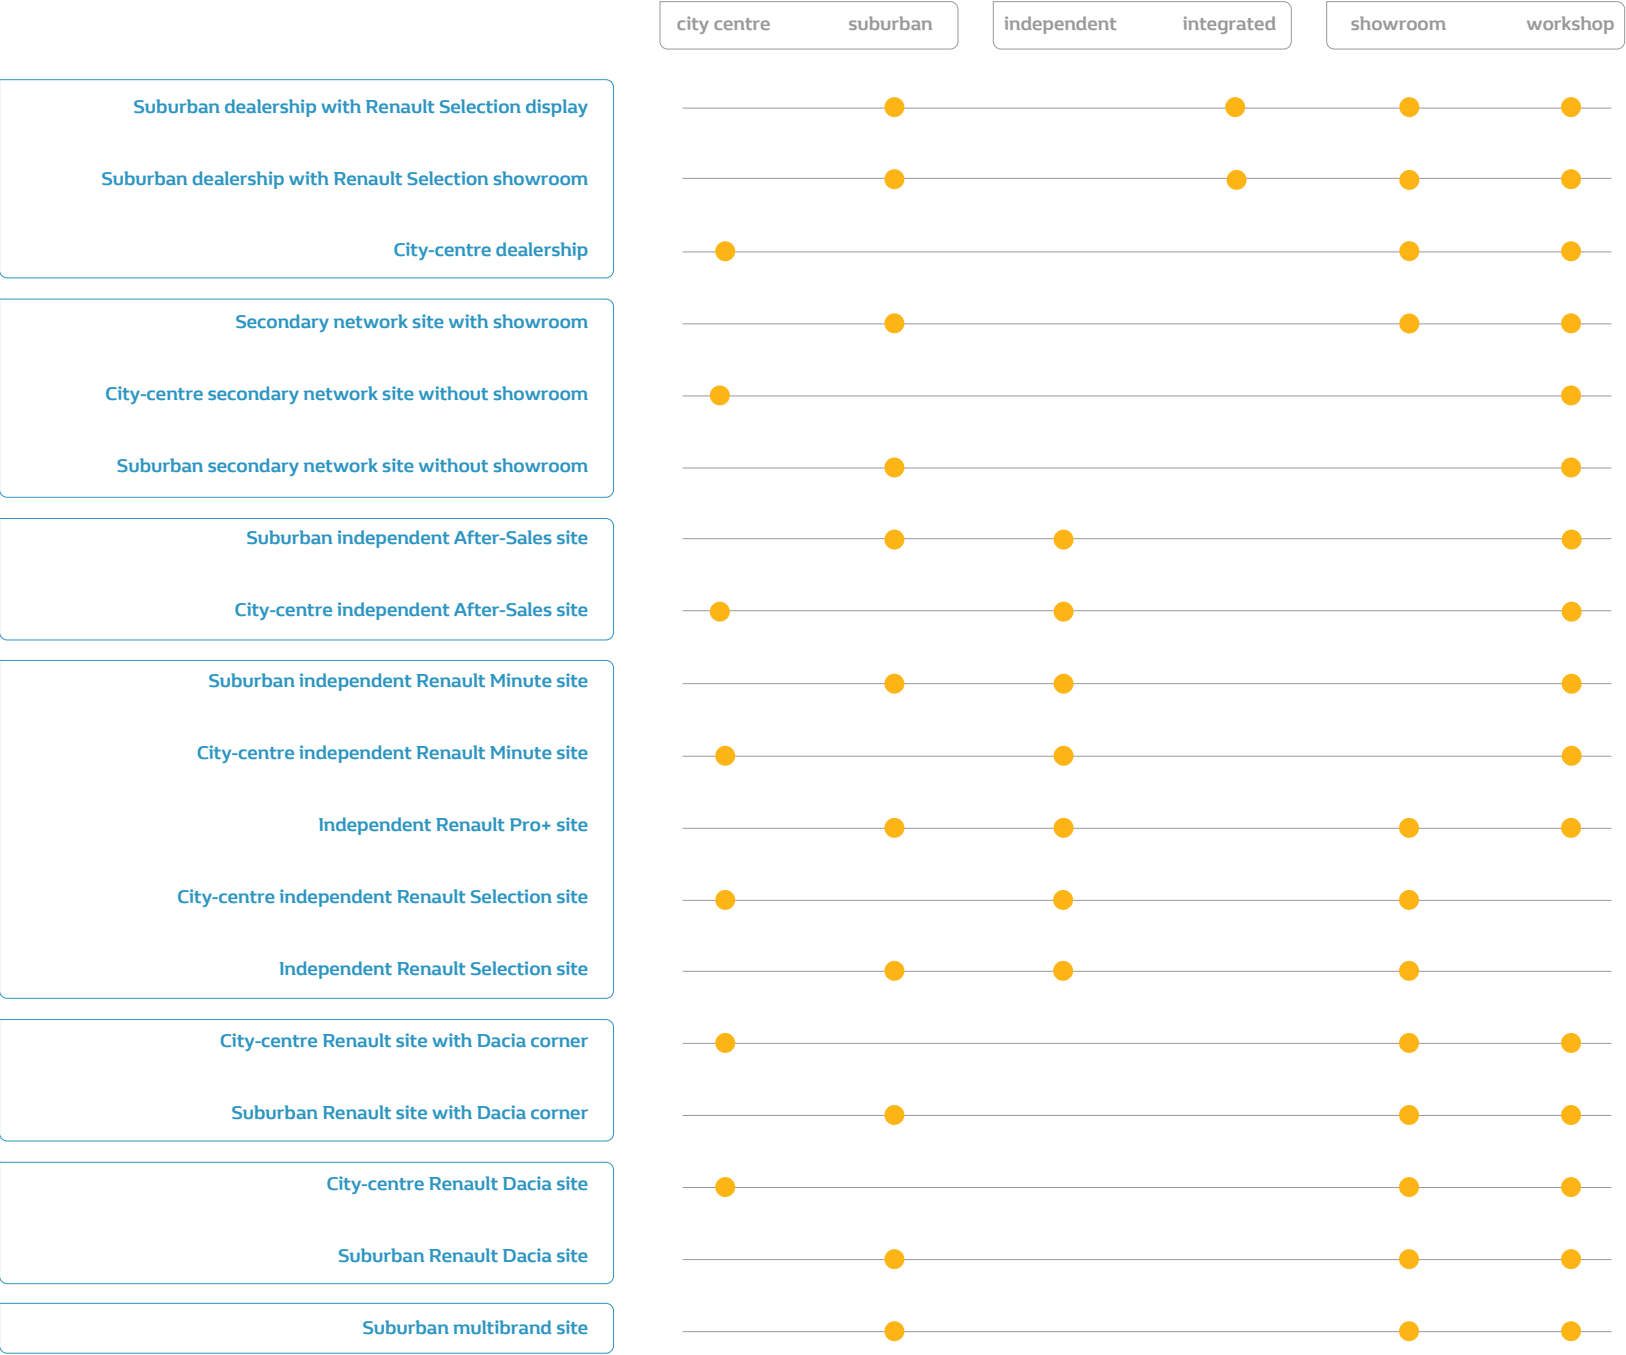 city centre suburban independent integrated showroom workshop
Suburban dealership with Renault Selection display
Suburban dealership with Renault Selection showroom
City-centre dealership
Secondary network site with showroom
City-centre secondary network site without showroom
Suburban secondary network site without showroom
Suburban independent After-Sales site
City-centre independent After-Sales site
Suburban independent Renault Minute site
City-centre independent Renault Minute site
Independent Renault Pro+ site
City-centre independent Renault Selection site
Independent Renault Selection site
City-centre Renault site with Dacia corner
Suburban Renault site with Dacia corner
City-centre Renault Dacia site
Suburban Renault Dacia site
Suburban multibrand site